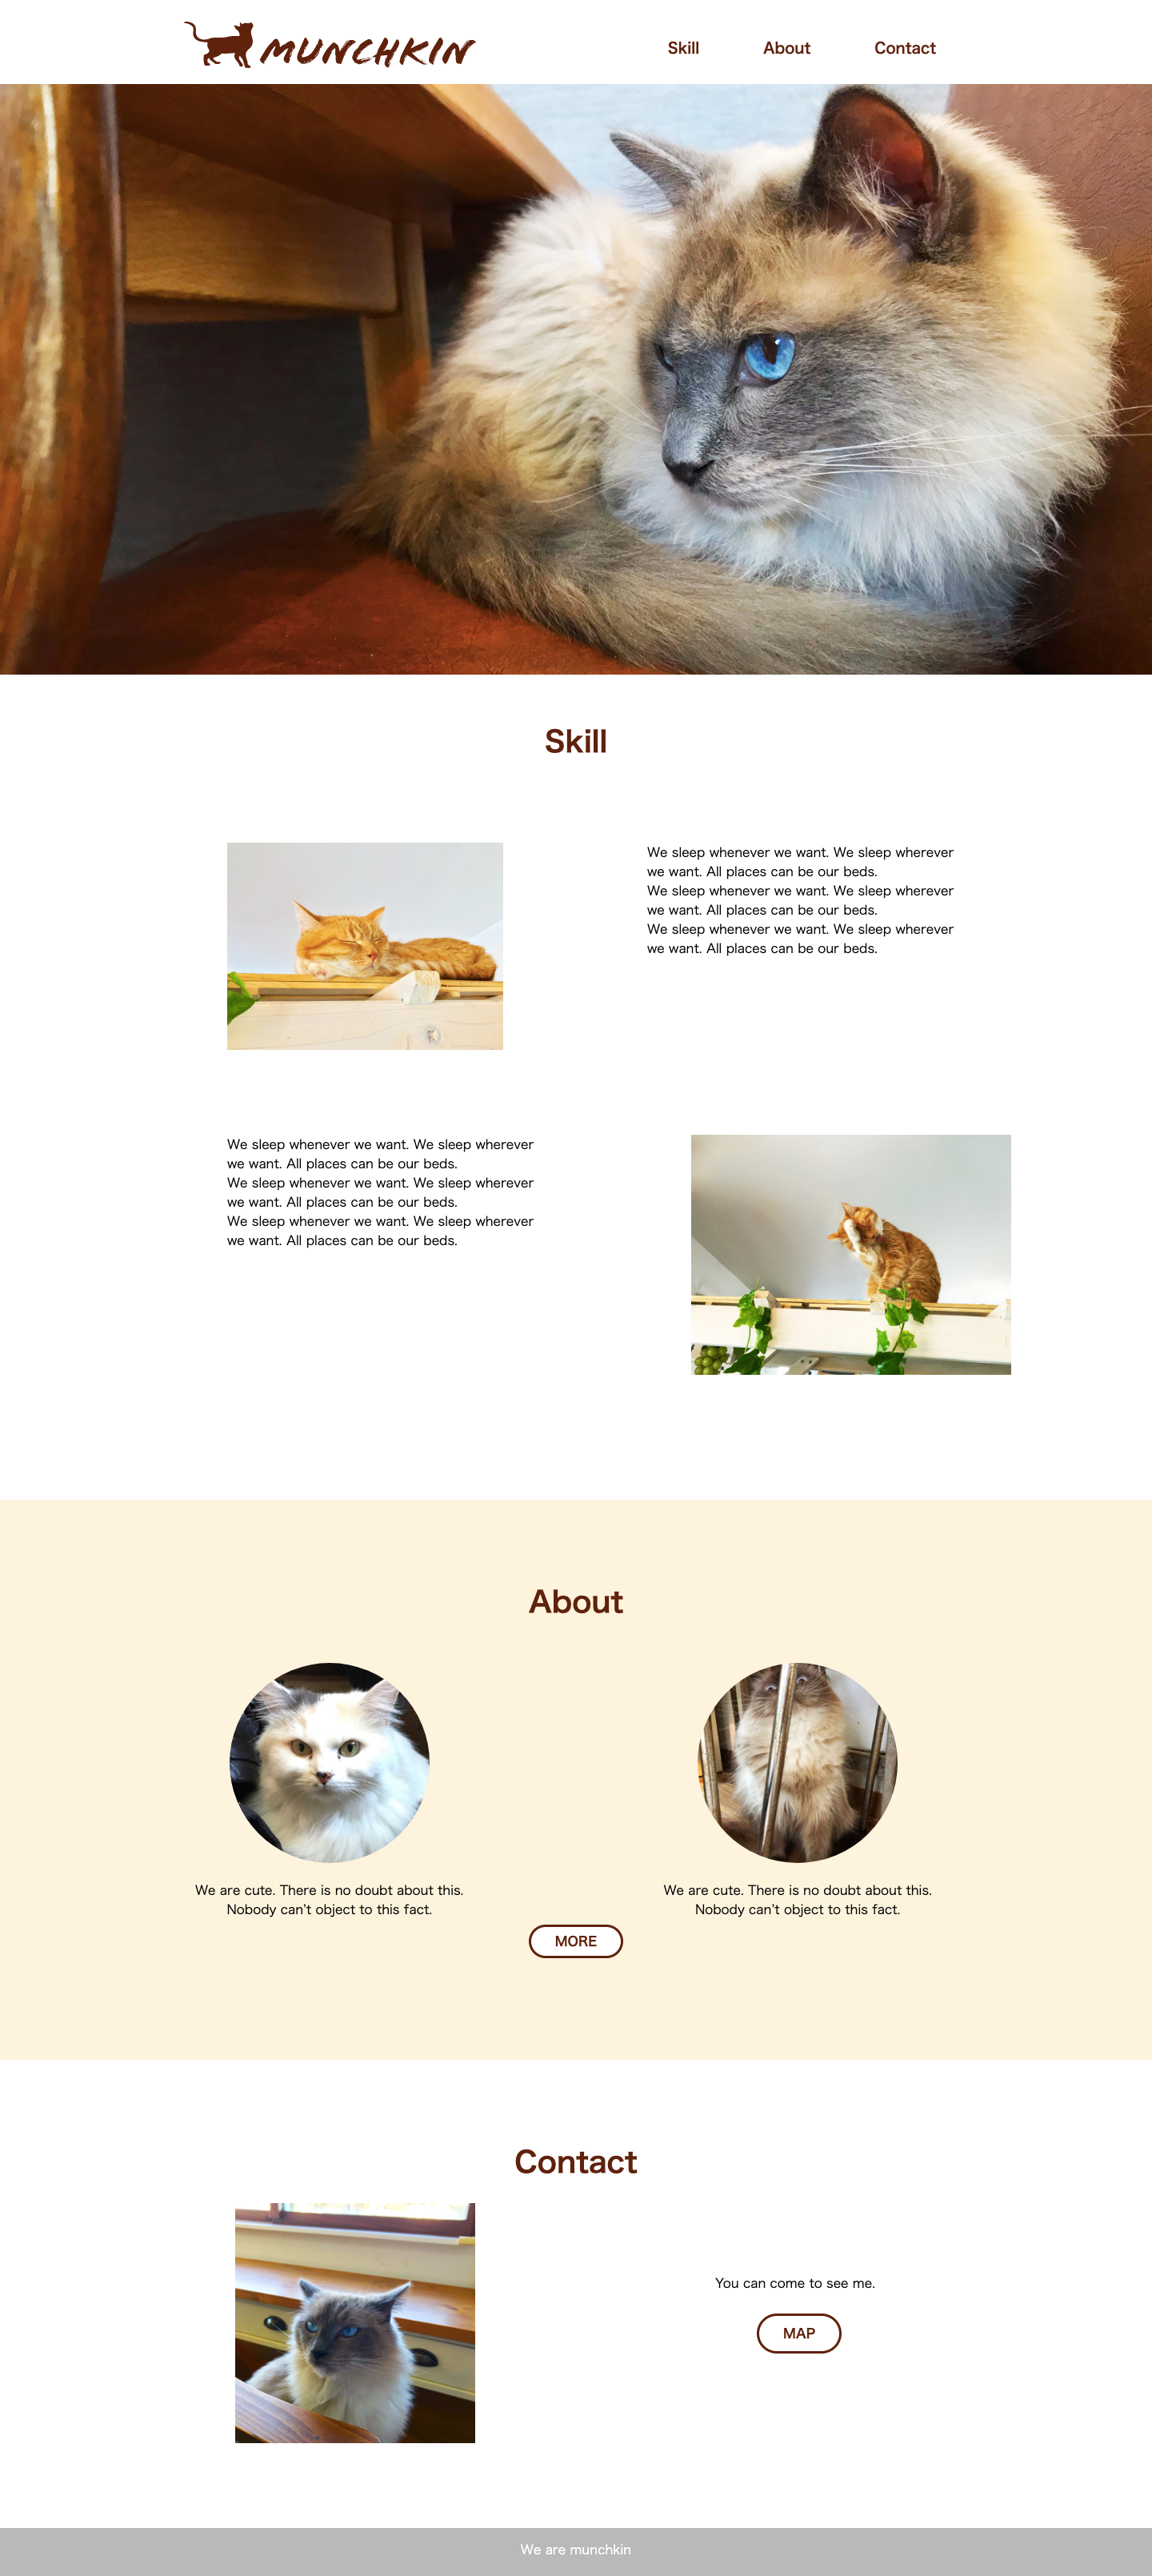 MUNCHKIN
Skill
About
Contact
Skill
We sleep whenever we want. We sleep wherever
we want. All places can be our beds.
We sleep whenever we want. We sleep wherever
we want. All places can be our beds.
We sleep whenever we want. We sleep wherever
we want. All places can be our beds.
We sleep whenever we want. We sleep wherever
we want. All places can be our beds.
We sleep whenever we want. We sleep wherever
we want. All places can be our beds.
We sleep whenever we want. We sleep wherever
we want. All places can be our beds.
About
We are cute. There is no doubt about this.
Nobody can't object to this fact.
We are cute. There is no doubt about this.
Nobody can't object to this fact.
MORE
Contact
You can come to see me.
MAP
We are munchkin